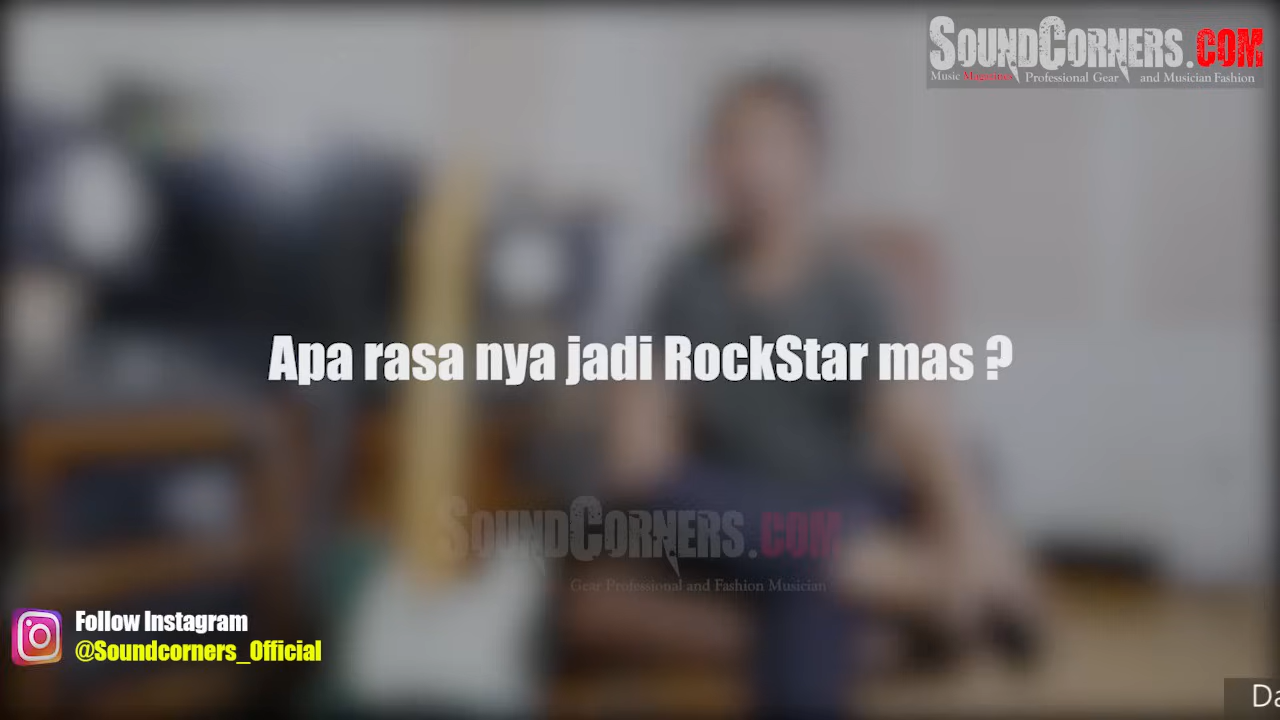 SOUNDCORNERS.COM
Music Magazines Professional Gear and Musician Fashion
Apa rasa nya jadi RockStar mas ?
SOUNDCORNERS.COM
Gear Professional and Fashion Musician
Follow Instagram
@Soundcorners_Official
Da